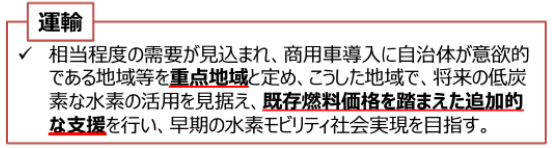 運輸
✓ 相当程度の需要が見込まれ、商用車導入に自治体が意欲的
である地域等を重点地域と定め、こうした地域で、将来の低炭
素な水素の活用を見据え、既存燃料価格を踏まえた追加的
な支援を行い、早期の水素モビリティ社会実現を目指す。